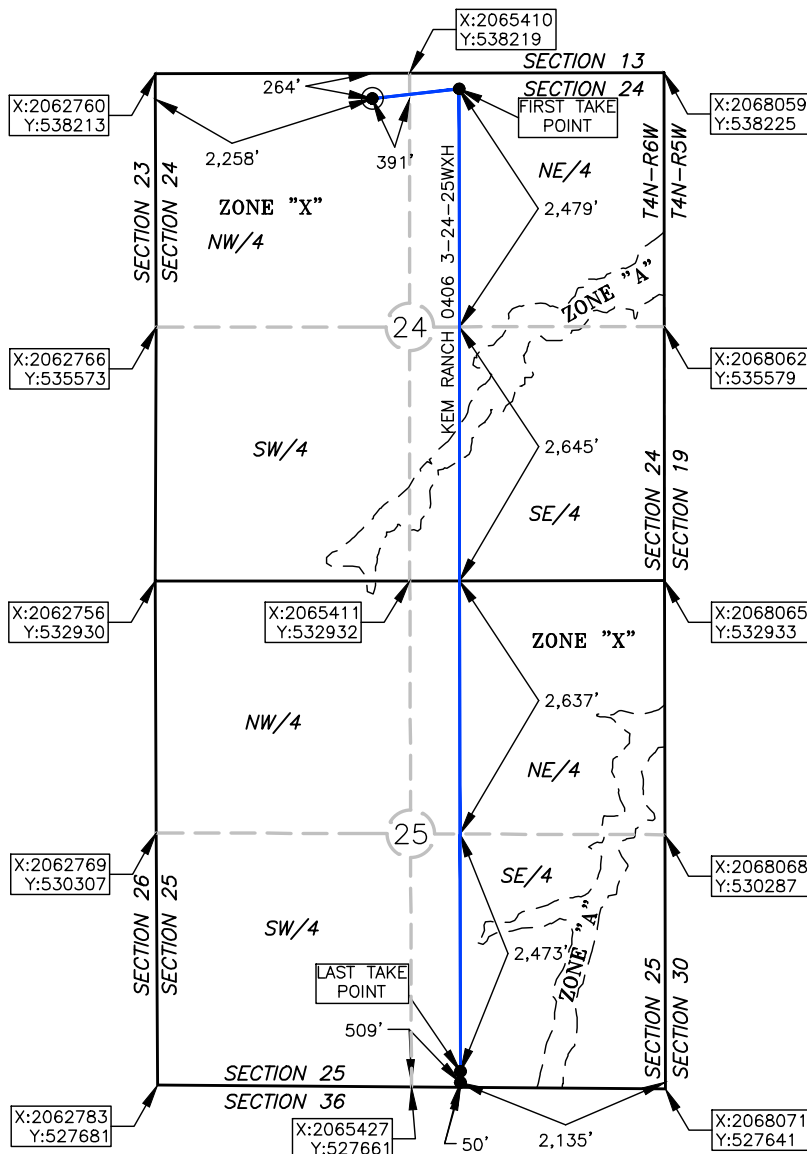 X:2065410
Y:538219
SECTION 13
SECTION 24
264'
X:2062760
Y:538213
FIRST TAKE
POINT
X:2068059
Y:538225
2,258'
391'
NE/4
T4N-R6W
T4N-R5W
SECTION 23
SECTION 24
ZONE "X"
NW/4
2,479'
KEM RANCH 0406 3-24-25WXH
ZONE "A"
24
X:2062766
Y:535573
X:2068062
Y:535579
SW/4
2,645'
SE/4
SECTION 24
SECTION 19
X:2062756
Y:532930
X:2065411
Y:532932
X:2068065
Y:532933
ZONE "X"
NW/4
2,637'
NE/4
25
X:2062769
Y:530307
X:2068068
Y:530287
SE/4
SECTION 26
SECTION 25
SW/4
ZONE "A"
2,473'
LAST TAKE
POINT
SECTION 25
SECTION 30
509'
SECTION 25
SECTION 36
X:2062783
Y:527681
X:2065427
Y:527661
50'
2,135'
X:2068071
Y:527641